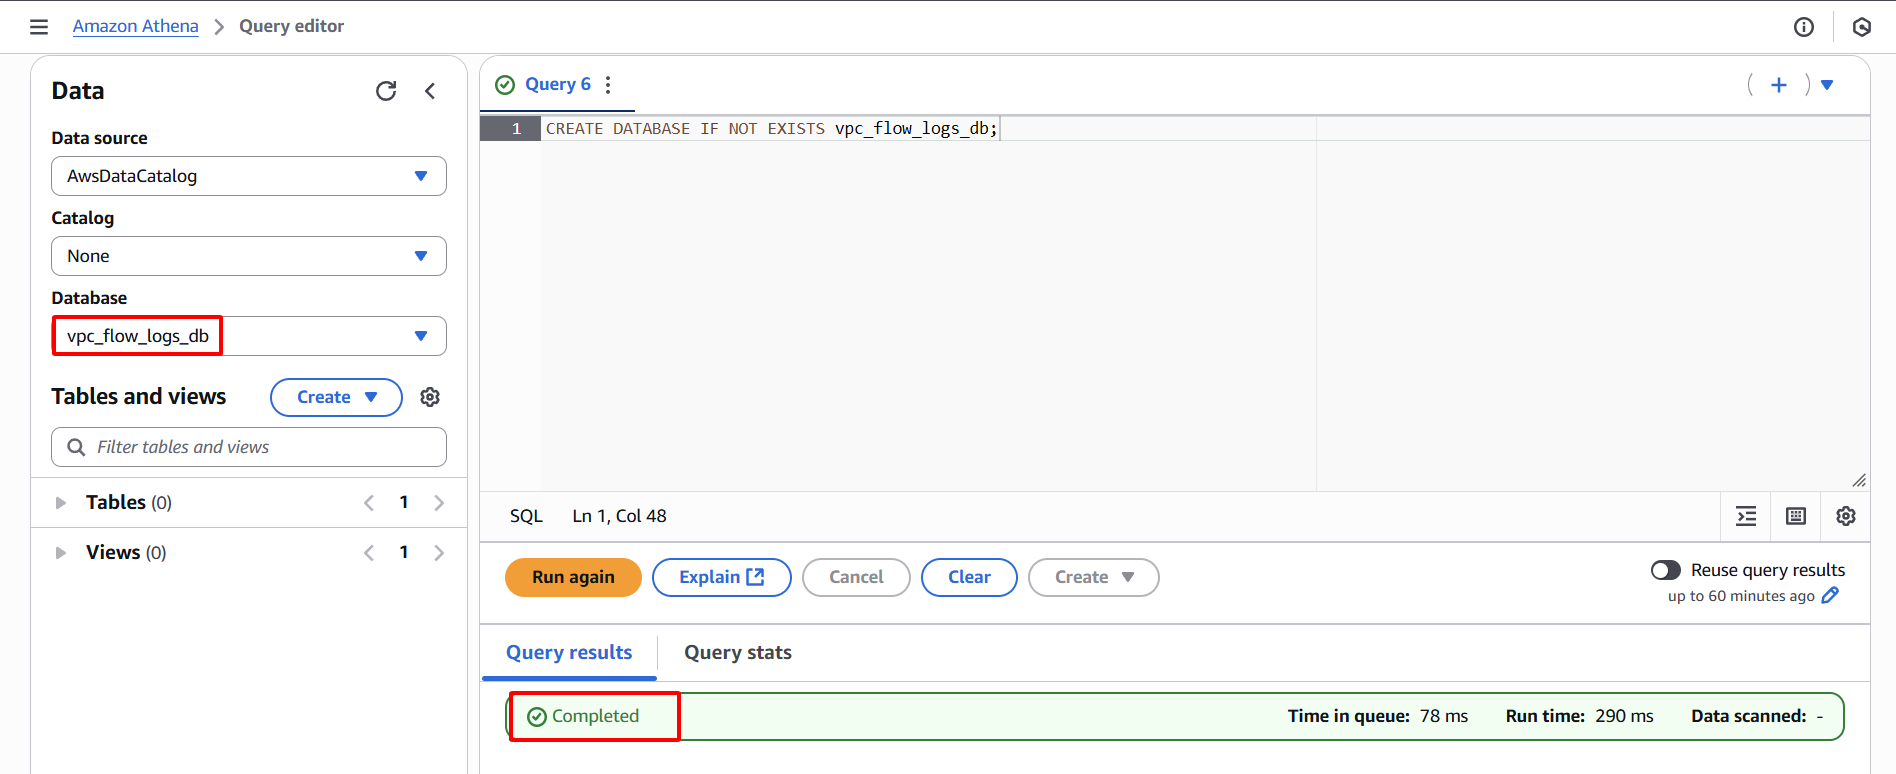 Amazon Athena > Query editor
Data
Data source
AwsDataCatalog
Catalog
None
Database
vpc_flow_logs_db
Tables and views
Create
Filter tables and views
Tables (0)
1
Views (0)
1
Query 6
1
CREATE DATABASE IF NOT EXISTS vpc_flow_logs_db;
SQL
Ln 1, Col 48
Run again
Explain
Cancel
Clear
Create
Reuse query results
up to 60 minutes ago
Query results
Query stats
Completed
Time in queue: 78 ms
Run time: 290 ms
Data scanned: -